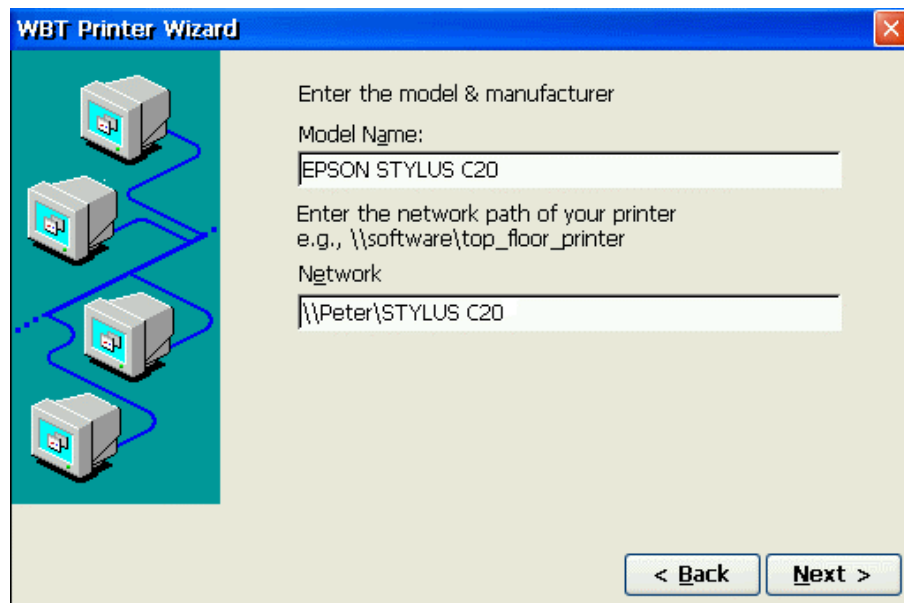 WBT Printer Wizard
Enter the model & manufacturer
Model Name:
EPSON STYLUS C20
Enter the network path of your printer
e.g., \\software\top_floor_printer
Network
\\Peter\STYLUS C20
< Back Next >